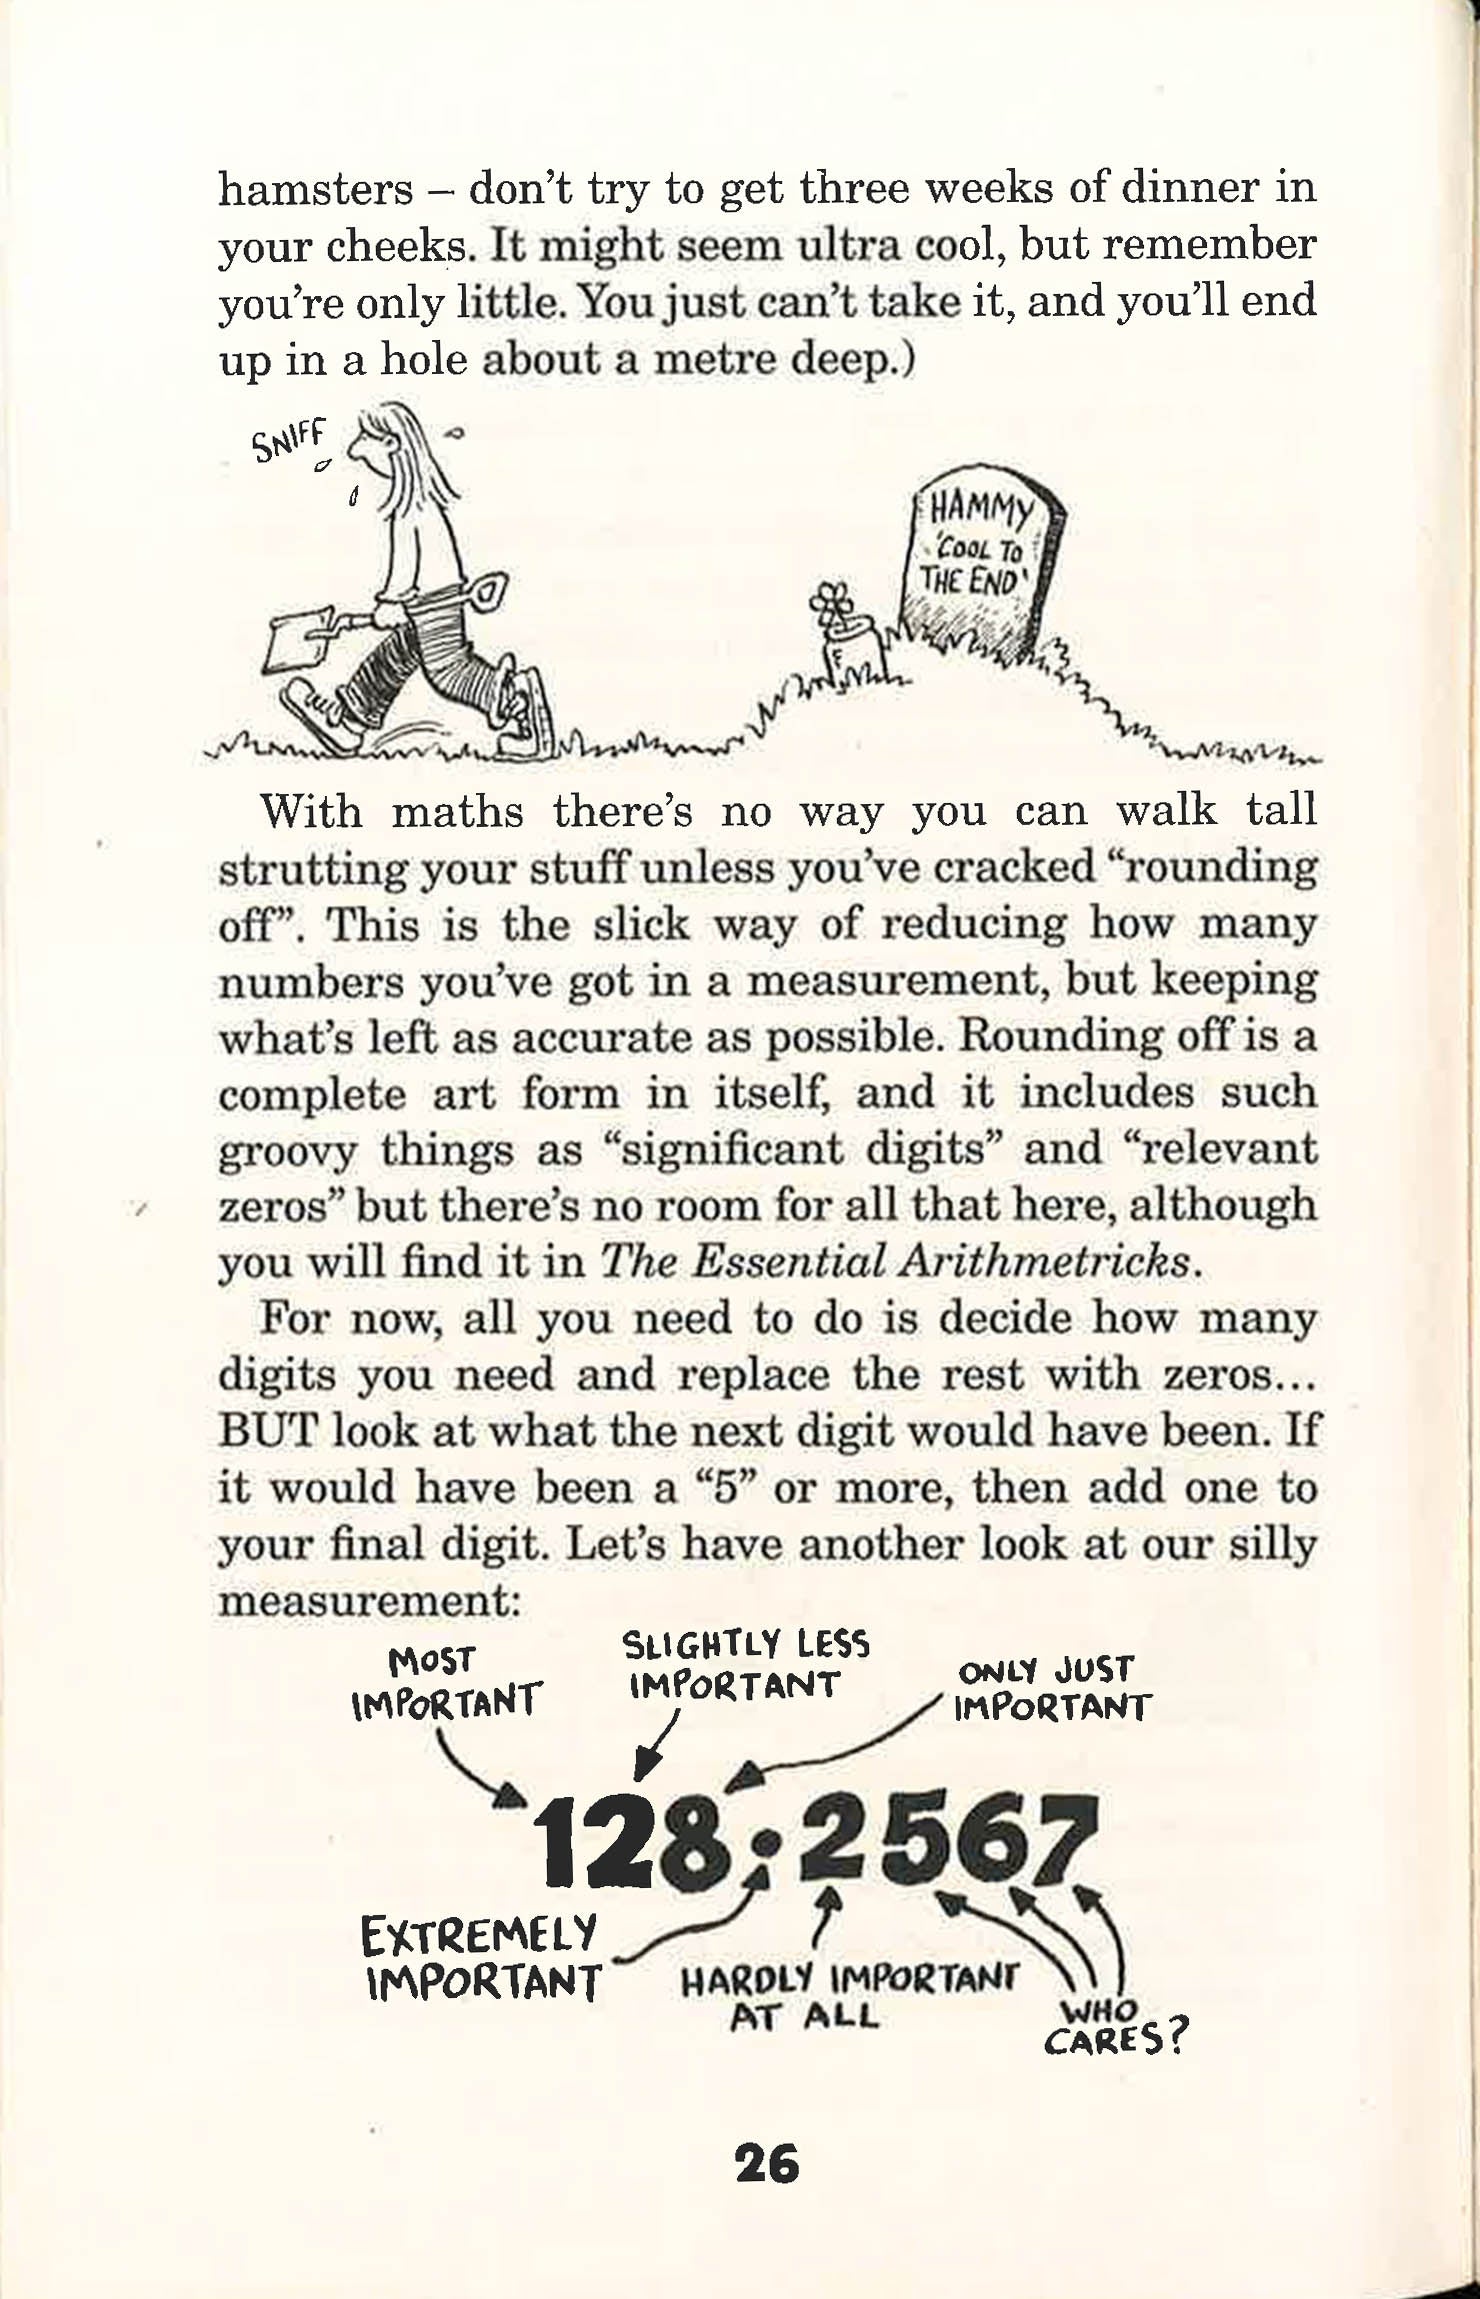 hamsters – don't try to get three weeks of dinner in
your cheeks. It might seem ultra cool, but remember
you're only little. You just can't take it, and you'll end
up in a hole about a metre deep.)
SNIFF
HAMMY
'COOL TO
THE END'
With maths there's no way you can walk tall
strutting your stuff unless you've cracked “rounding
off”. This is the slick way of reducing how many
numbers you've got in a measurement, but keeping
what's left as accurate as possible. Rounding off is a
complete art form in itself, and it includes such
groovy things as “significant digits” and “relevant
zeros” but there's no room for all that here, although
you will find it in The Essential Arithmetricks.
For now, all you need to do is decide how many
digits you need and replace the rest with zeros...
BUT look at what the next digit would have been. If
it would have been a “5” or more, then add one to
your final digit. Let's have another look at our silly
measurement:
MOST
IMPORTANT
SLIGHTLY LESS
IMPORTANT
ONLY JUST
IMPORTANT
128.2567
EXTREMELY
IMPORTANT
HARDLY IMPORTANT
AT ALL
WHO
CARES?
26